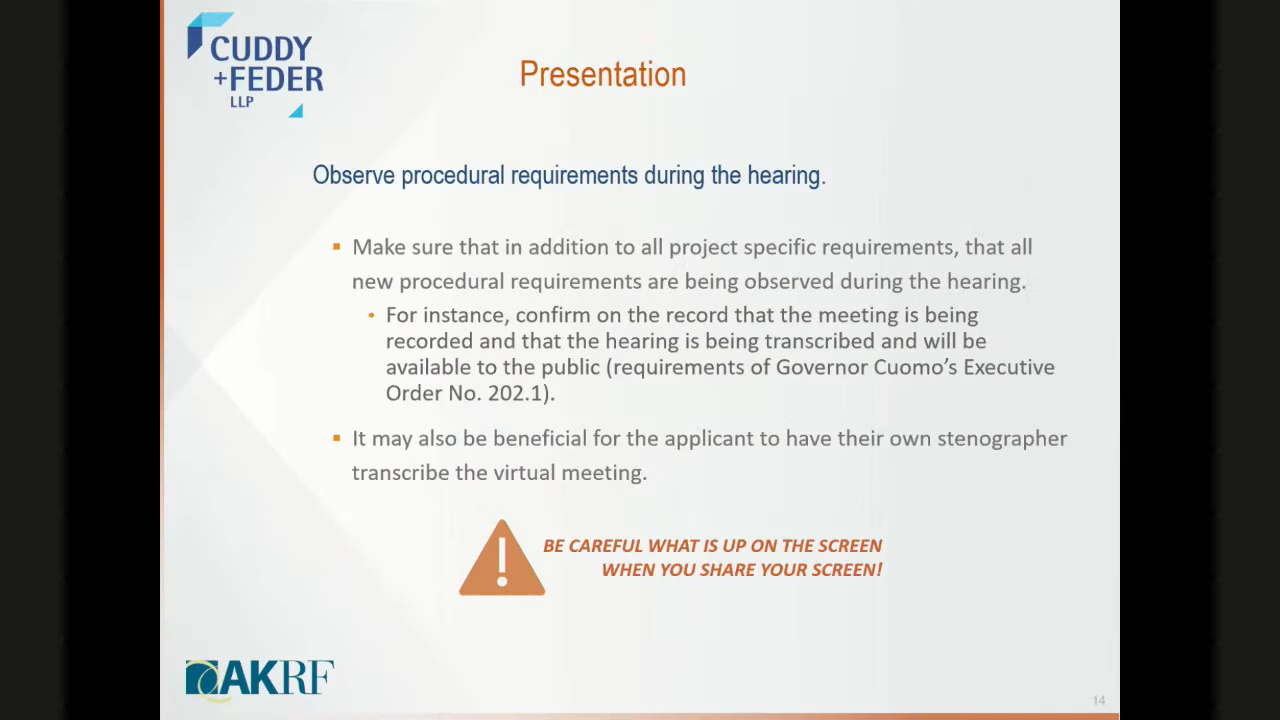 CUDDY
+FEDER
LLP
Presentation
Observe procedural requirements during the hearing.
Make sure that in addition to all project specific requirements, that all
new procedural requirements are being observed during the hearing.
For instance, confirm on the record that the meeting is being
recorded and that the hearing is being transcribed and will be
available to the public (requirements of Governor Cuomo’s Executive
Order No. 202.1).
It may also be beneficial for the applicant to have their own stenographer
transcribe the virtual meeting.
BE CAREFUL WHAT IS UP ON THE SCREEN
WHEN YOU SHARE YOUR SCREEN!
AKRF
14